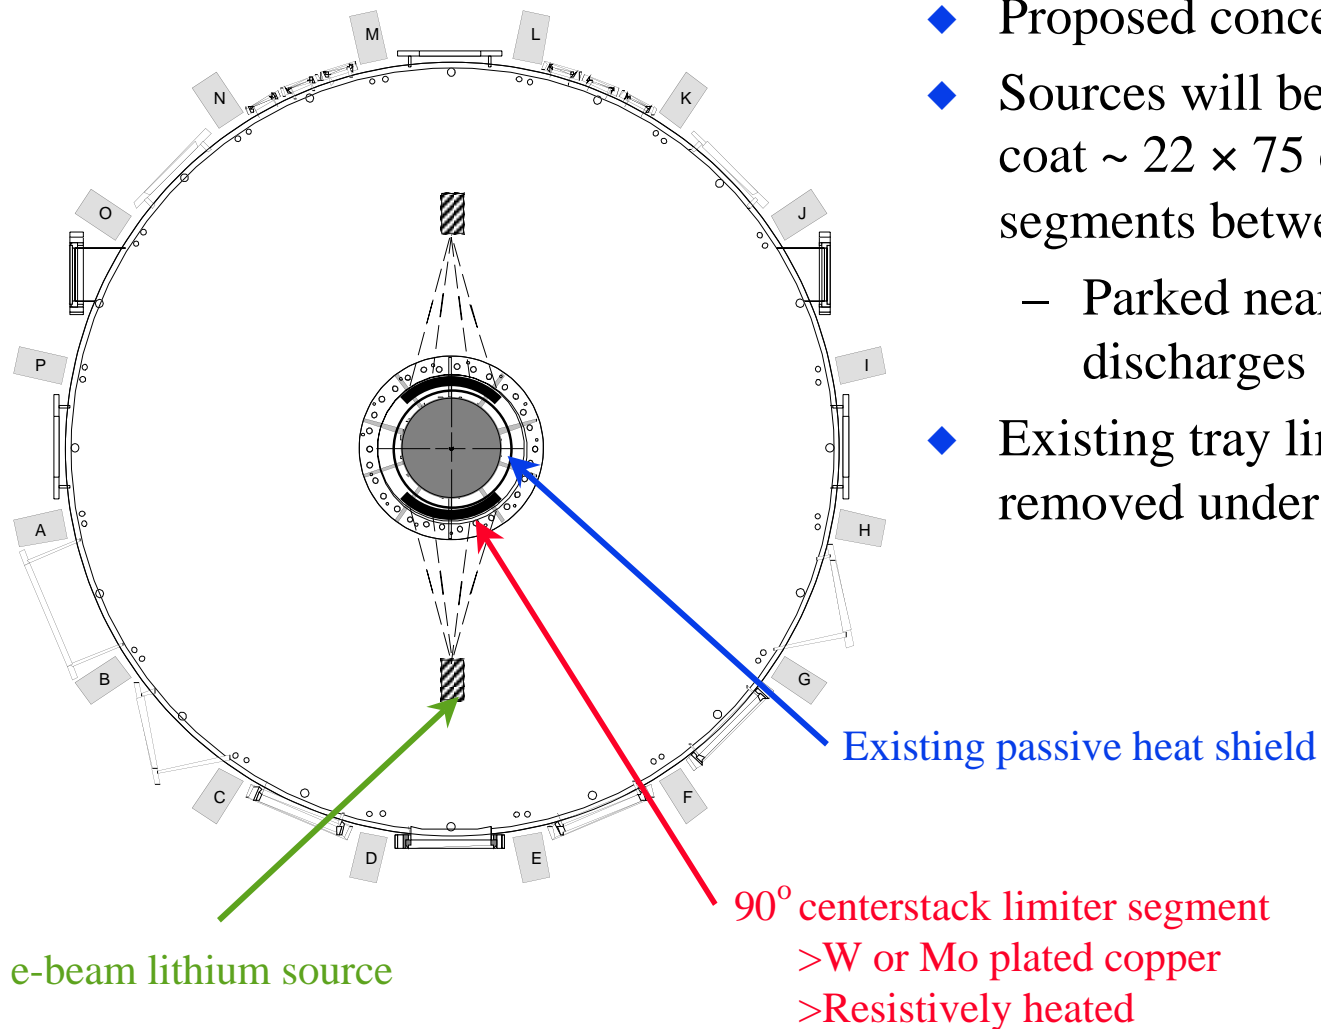 Proposed conce
Sources will be
coat ~ 22 × 75
segments betwe
– Parked near
discharges
Existing tray li
removed under
M
L
N
K
O
J
P
I
A
H
B
G
C
F
D
E
Existing passive heat shield
90° centerstack limiter segment
>W or Mo plated copper
>Resistively heated
e-beam lithium source